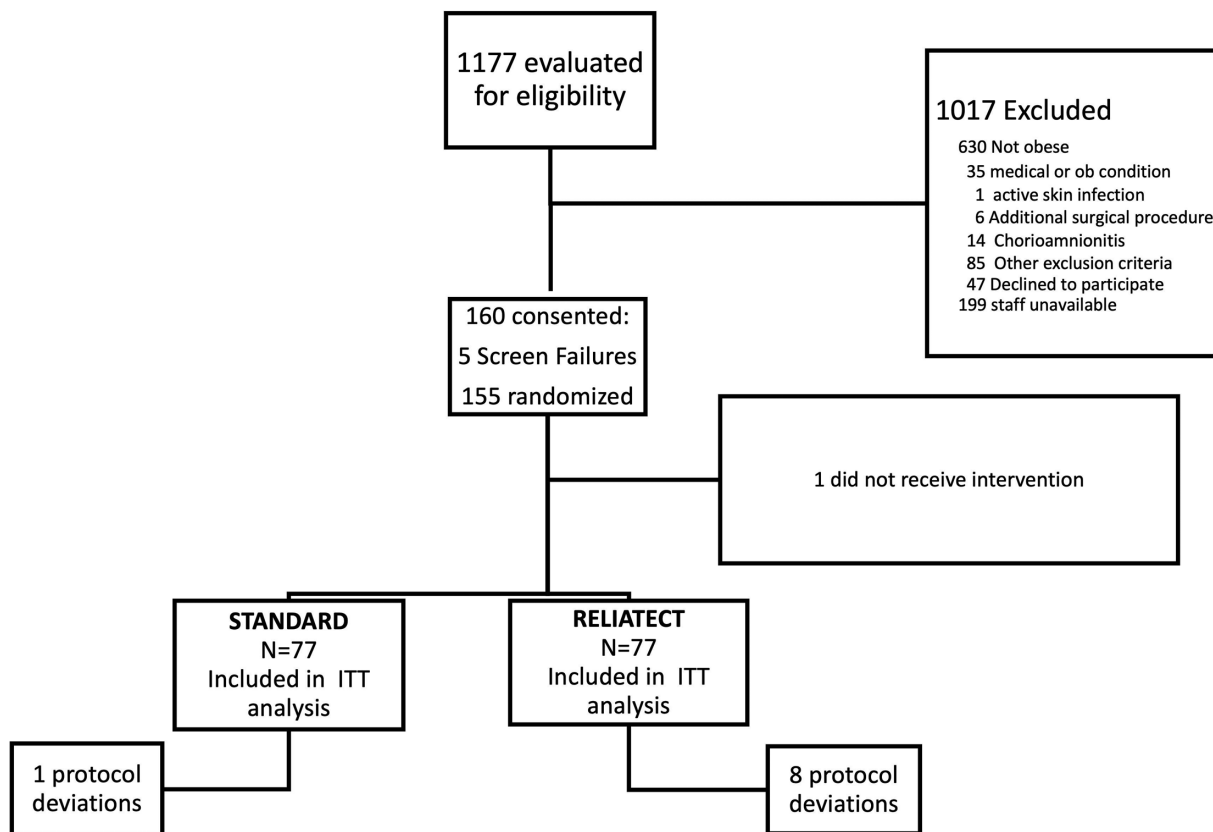 1177 evaluated
for eligibility
1017 Excluded
630 Not obese
35 medical or ob condition
1 active skin infection
6 Additional surgical procedure
14 Chorioamnionitis
85 Other exclusion criteria
47 Declined to participate
199 staff unavailable
160 consented:
5 Screen Failures
155 randomized
1 did not receive intervention
STANDARD
N=77
Included in ITT
analysis
RELIATECT
N=77
Included in ITT
analysis
1 protocol
deviations
8 protocol
deviations